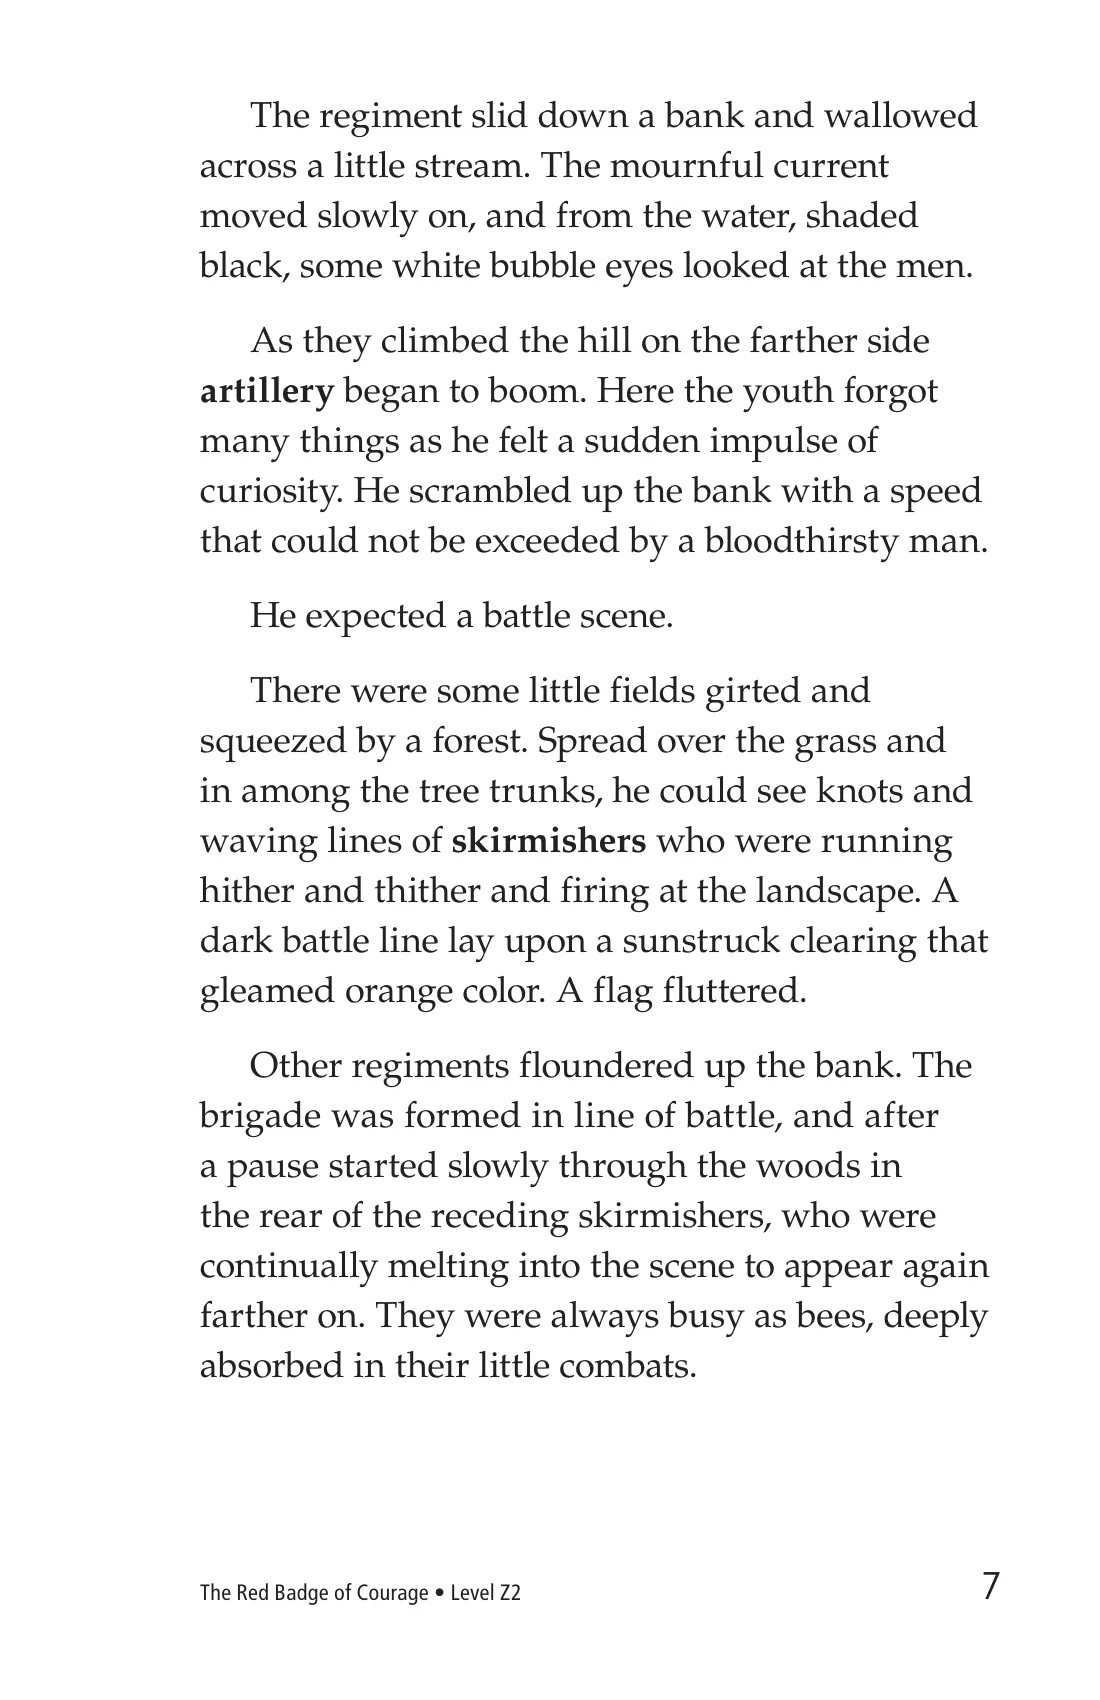 The regiment slid down a bank and wallowed
across a little stream. The mournful current
moved slowly on, and from the water, shaded
black, some white bubble eyes looked at the men.
As they climbed the hill on the farther side
artillery began to boom. Here the youth forgot
many things as he felt a sudden impulse of
curiosity. He scrambled up the bank with a speed
that could not be exceeded by a bloodthirsty man.
He expected a battle scene.
There were some little fields girted and
squeezed by a forest. Spread over the grass and
in among the tree trunks, he could see knots and
waving lines of skirmishers who were running
hither and thither and firing at the landscape. A
dark battle line lay upon a sunstruck clearing that
gleamed orange color. A flag fluttered.
Other regiments floundered up the bank. The
brigade was formed in line of battle, and after
a pause started slowly through the woods in
the rear of the receding skirmishers, who were
continually melting into the scene to appear again
farther on. They were always busy as bees, deeply
absorbed in their little combats.
The Red Badge of Courage • Level Z2
7